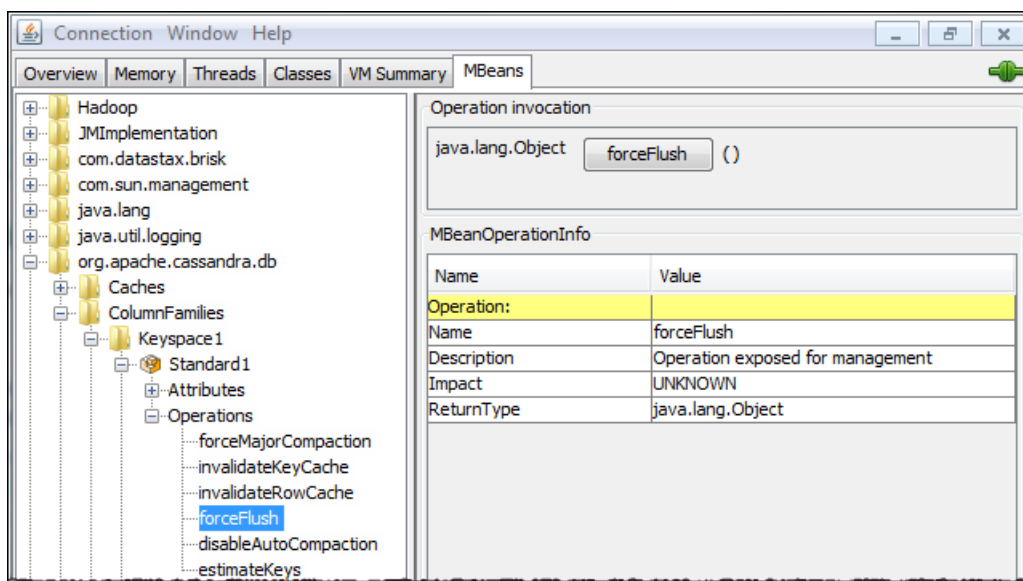 Connection Window Help
Overview Memory Threads Classes VM Summary MBeans
Hadoop
JMImplementation
com.datastax.brisk
com.sun.management
java.lang
java.util.logging
org.apache.cassandra.db
Caches
ColumnFamilies
Keyspace1
Standard1
Attributes
Operations
forceMajorCompaction
invalidateKeyCache
invalidateRowCache
forceFlush
disableAutoCompaction
estimateKeys
Operation invocation
java.lang.Object forceFlush ()
MBeanOperationInfo
Name Value
Operation:
Name forceFlush
Description Operation exposed for management
Impact UNKNOWN
ReturnType java.lang.Object